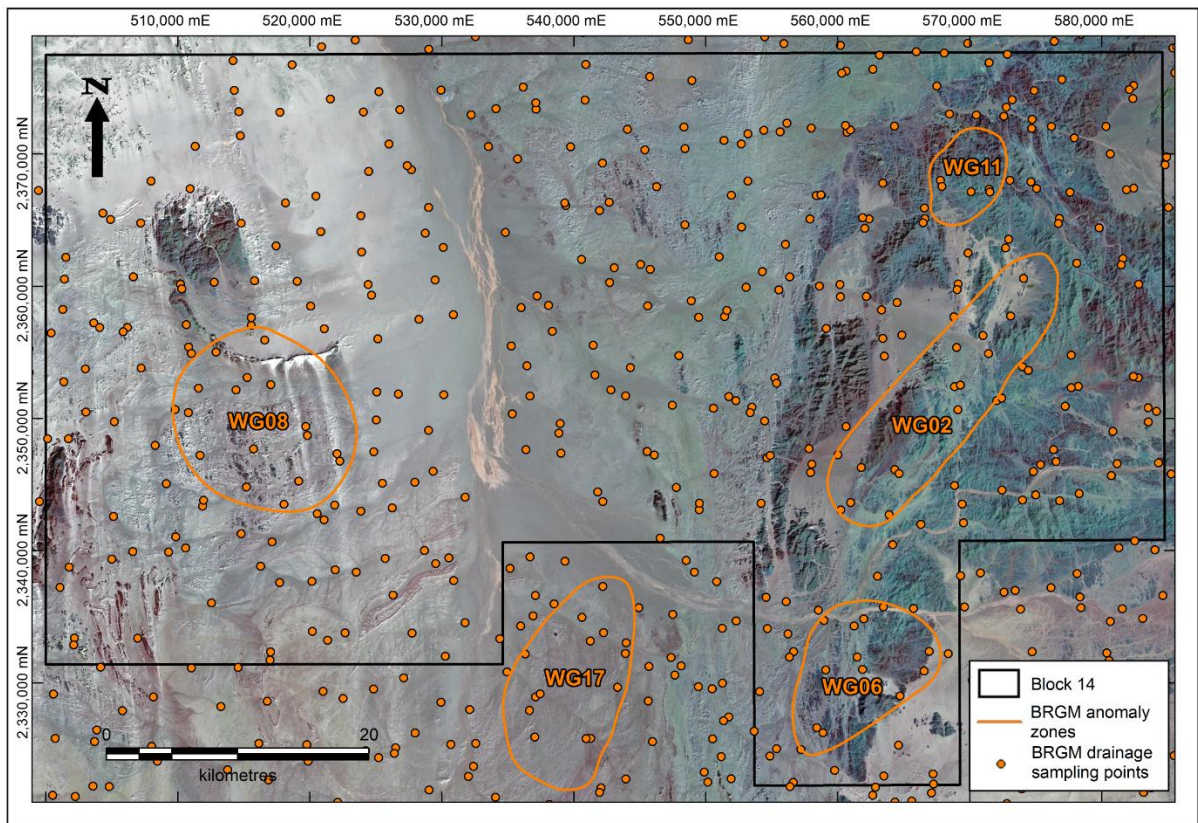 510,000 mE
520,000 mE
530,000 mE
540,000 mE
550,000 mN
560,000 mE
570,000 mE
580,000 mE
N
2,370,000 mN
2,360,000 mN
2,350,000 mN
2,340,000 mN
2,330,000 mN
WG11
WG08
WG02
WG17
WG06
0
20
kilometres
Block 14
BRGM anomaly
zones
BRGM drainage
sampling points